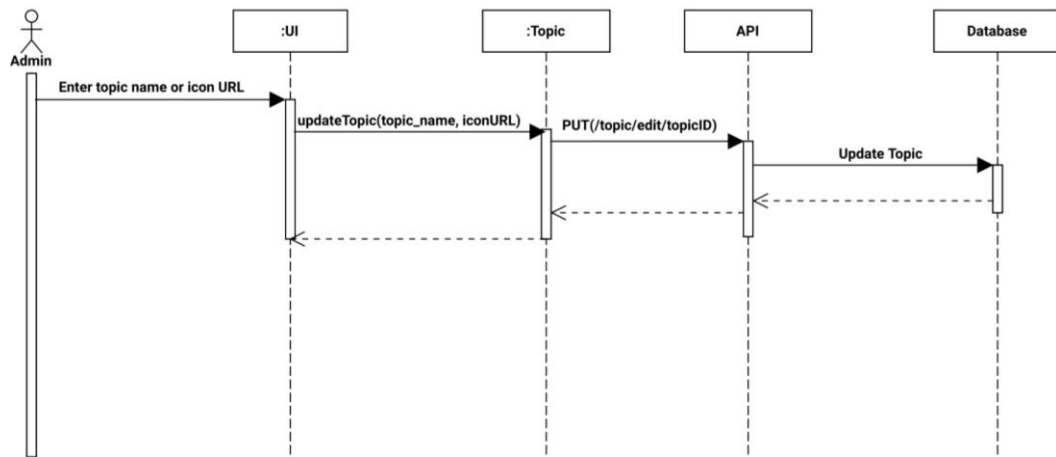 :UI
:Topic
API
Database
Admin
Enter topic name or icon URL
updateTopic(topic_name, iconURL)
PUT(/topic/edit/topicID)
Update Topic